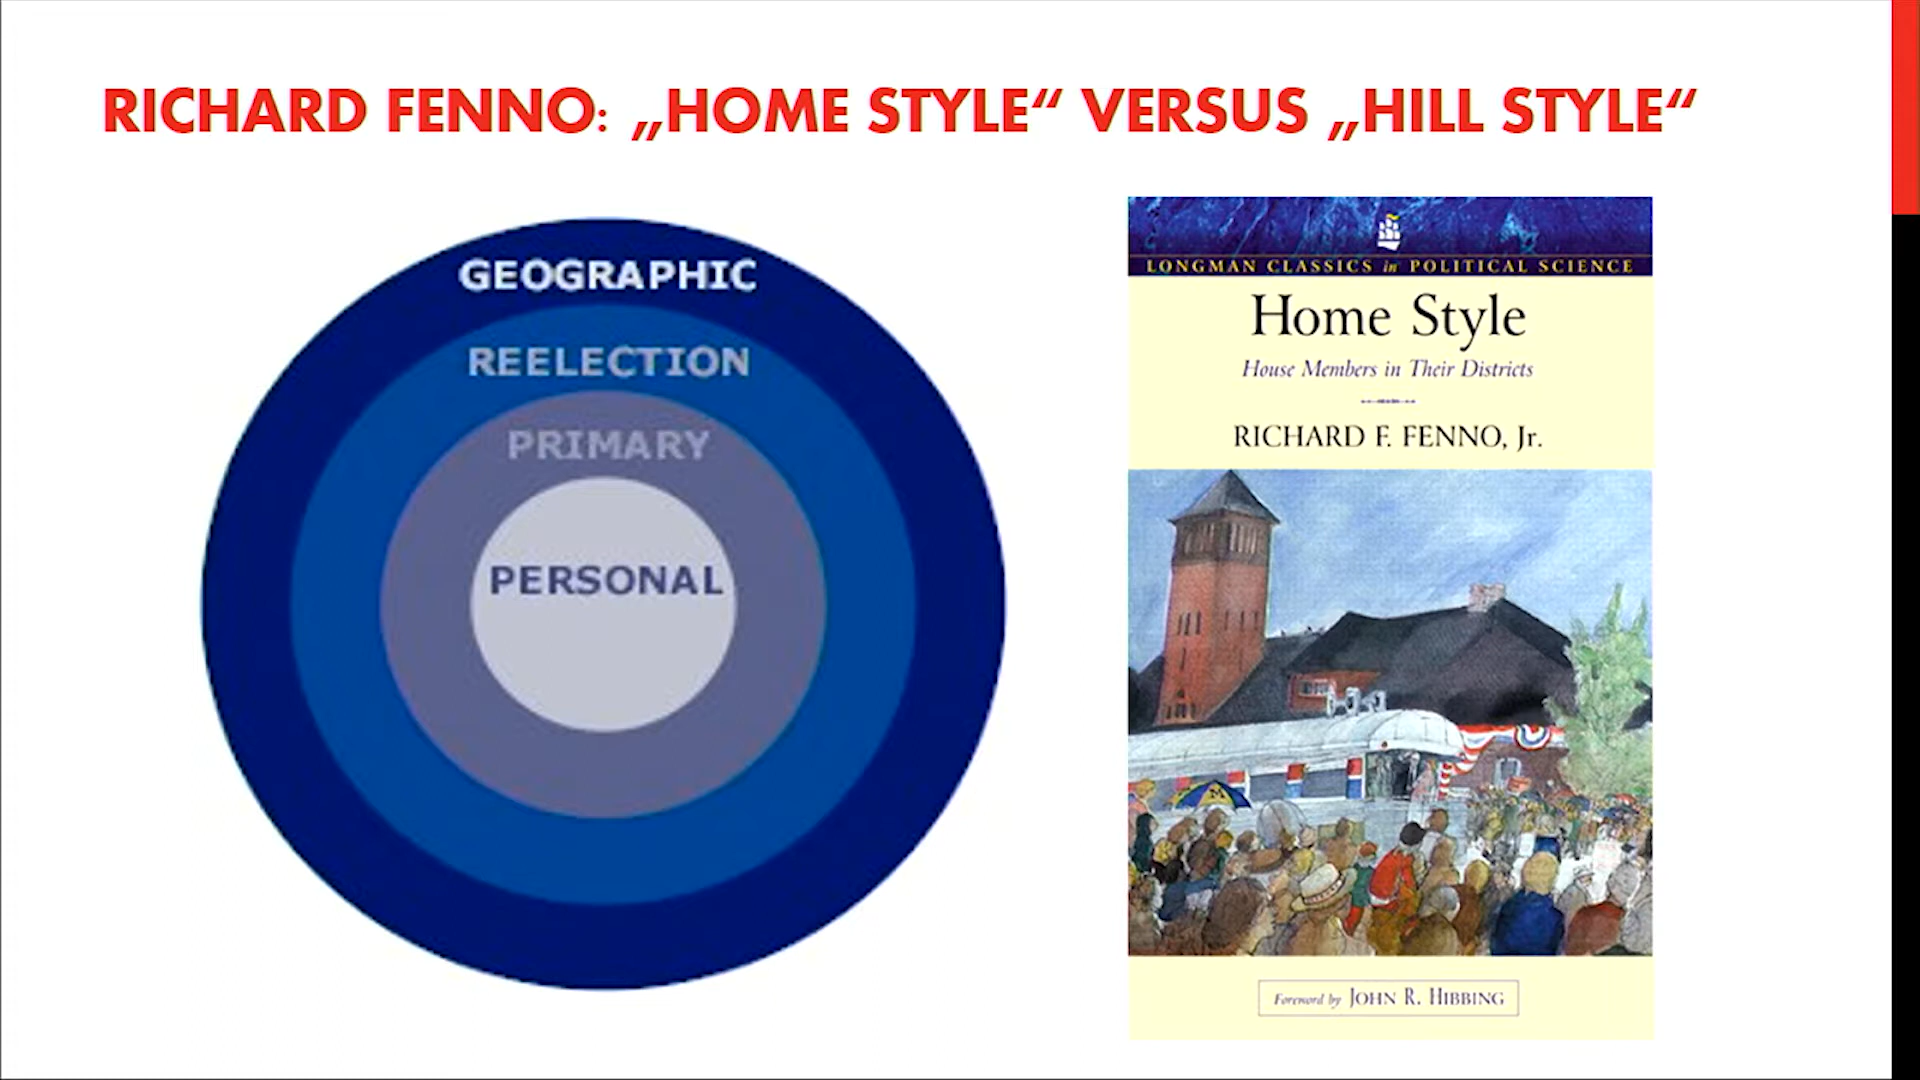 RICHARD FENNO: „HOME STYLE“ VERSUS „HILL STYLE“
GEOGRAPHIC
REELECTION
PRIMARY
PERSONAL
LONGMAN CLASSICS in POLITICAL SCIENCE
Home Style
House Members in Their Districts
RICHARD F. FENNO, Jr.
M
Foreword by JOHN R. HIBBING